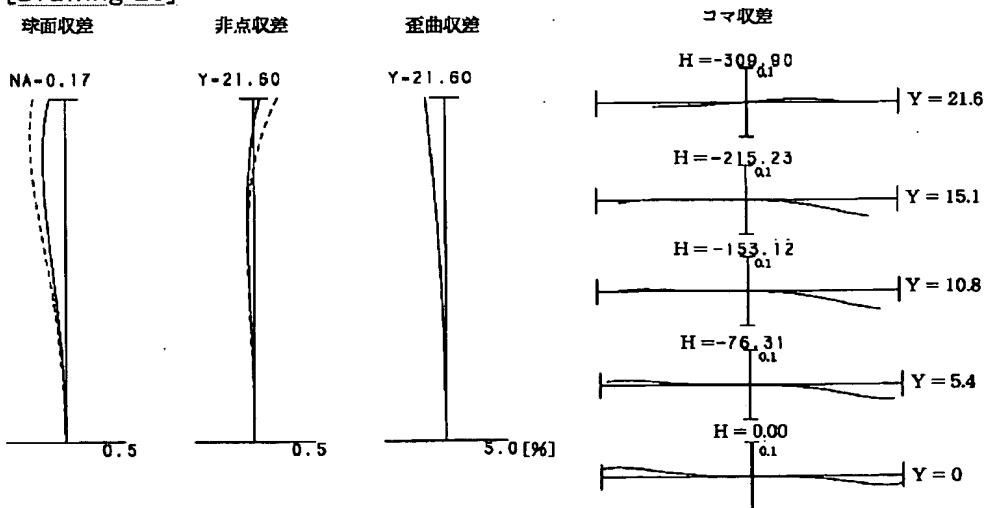 球面収差
非点収差
歪曲収差
コマ収差
NA-0.17
Y-21.60
Y-21.60
0.5
0.5
5.0[%]
H=-309.90
0.1
Y = 21.6
H=-215.23
0.1
Y = 15.1
H=-153.12
0.1
Y = 10.8
H=-76.31
0.1
Y = 5.4
H = 0.00
0.1
Y = 0